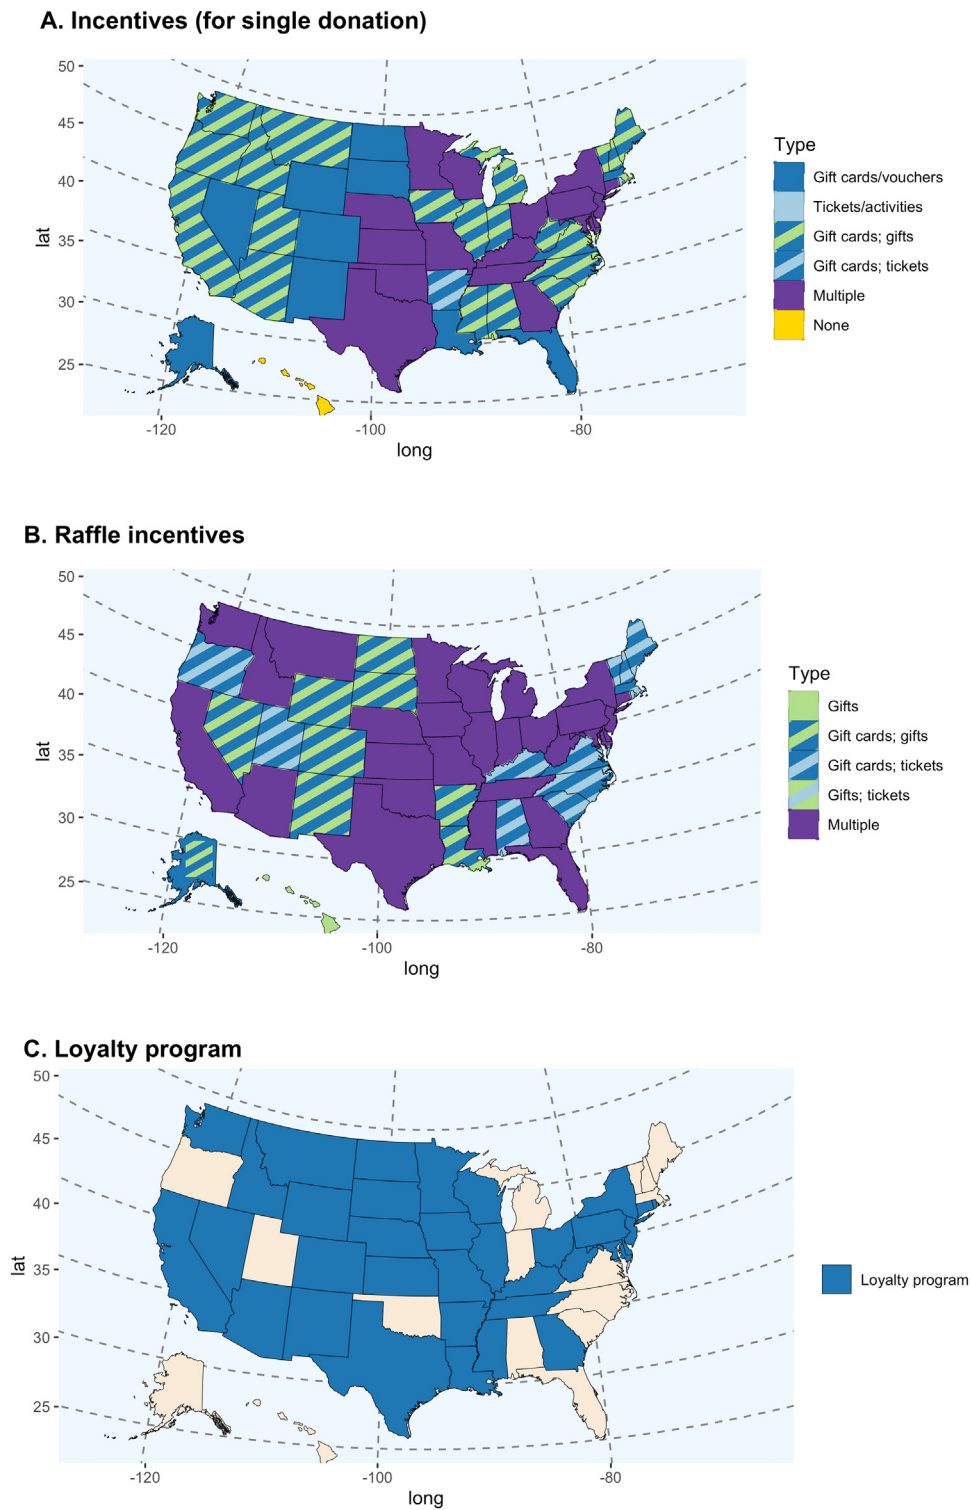 A. Incentives (for single donation)
50
45
40
35
30
25
lat
-120
-100
-80
long
Type
Gift cards/vouchers
Tickets/activities
Gift cards; gifts
Gift cards; tickets
Multiple
None
B. Raffle incentives
50
45
40
35
30
25
lat
-120
-100
-80
long
Type
Gifts
Gift cards; gifts
Gift cards; tickets
Gifts; tickets
Multiple
C. Loyalty program
50
45
40
35
30
25
lat
-120
-100
-80
long
Loyalty program